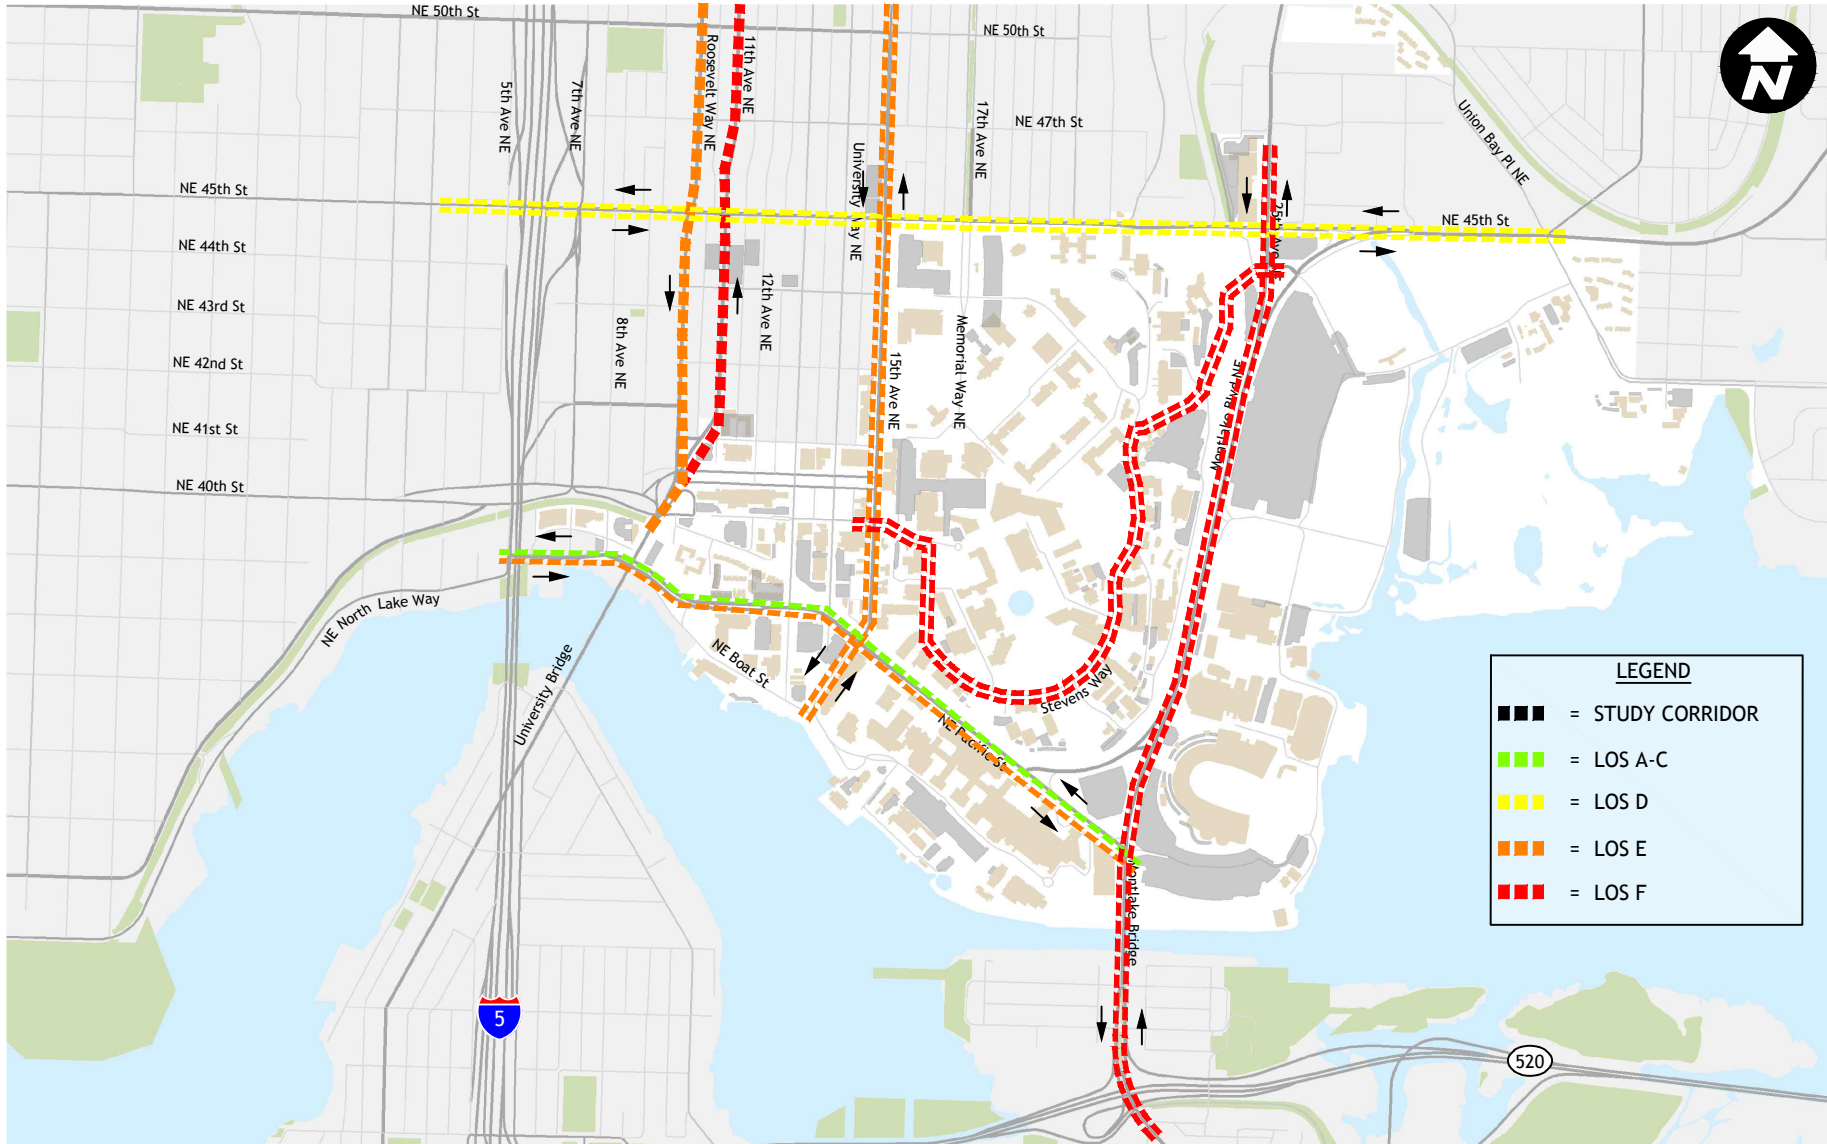 NE 50th St
NE 50th St
N
5th Ave NE
7th Ave NE
Roosevelt Way NE
11th Ave NE
17th Ave NE
NE 47th St
Union Bay Pl NE
University Way NE
NE 45th St
NE 45th St
25th Ave NE
NE 44th St
12th Ave NE
NE 43rd St
8th Ave NE
Memorial Way NE
15th Ave NE
NE 42nd St
Montlake Blvd NE
NE 41st St
NE 40th St
NE North Lake Way
University Bridge
NE Boat St
Stevens Way
NE Pacific St
Montlake Bridge
LEGEND
= STUDY CORRIDOR
= LOS A-C
= LOS D
= LOS E
= LOS F
5
520